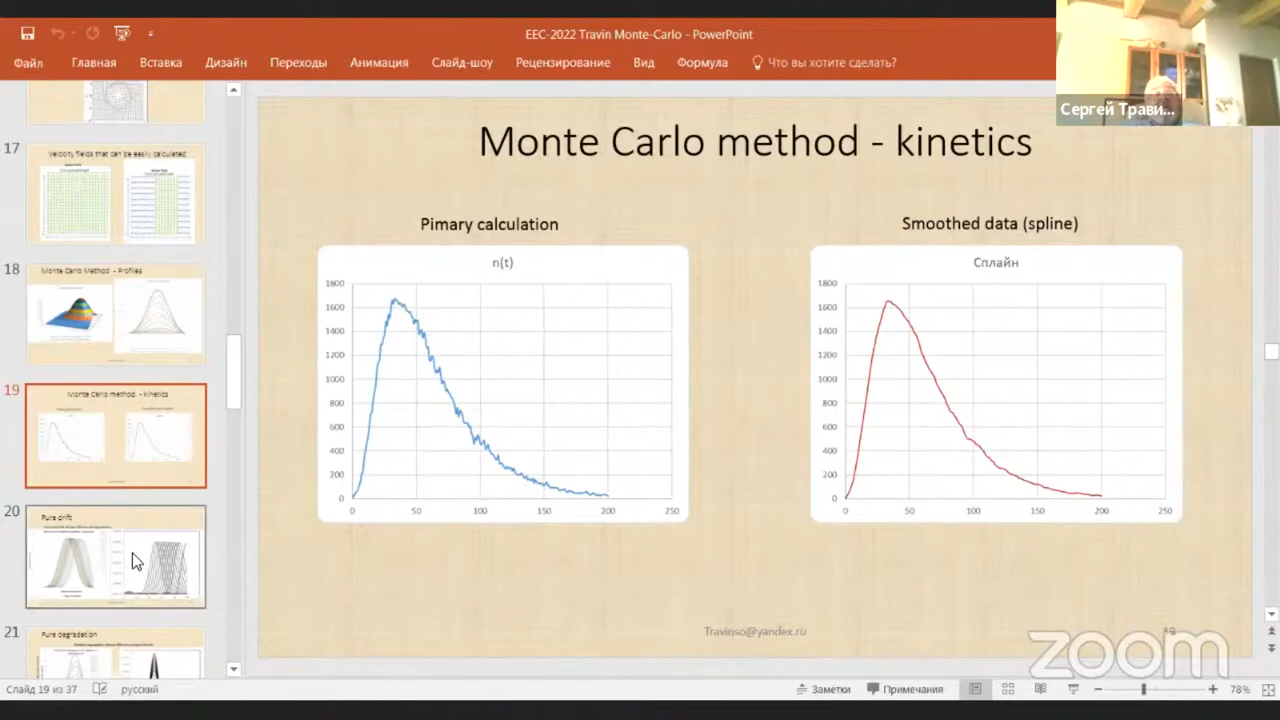 EEC-2022 Travin Monte-Carlo - PowerPoint
Файл Главная Вставка Дизайн Переходы Анимация Слайд-шоу Рецензирование Вид Формула Что вы хотите сделать?
Сергей Трави...
17
Velocity fields that can be easily calculated
18
Monte Carlo Method - Profiles
19
Monte Carlo method - kinetics
20
Pure drift
21
Pure degradation
Monte Carlo method - kinetics
Pimary calculation
n(t)
1800
1600
1400
1200
1000
800
600
400
200
0
0 50 100 150 200 250
Smoothed data (spline)
Сплайн
1800
1600
1400
1200
1000
800
600
400
200
0
0 50 100 150 200 250
Travinso@yandex.ru
19
zoom
Слайд 19 из 37 русский Заметки Примечания 78%